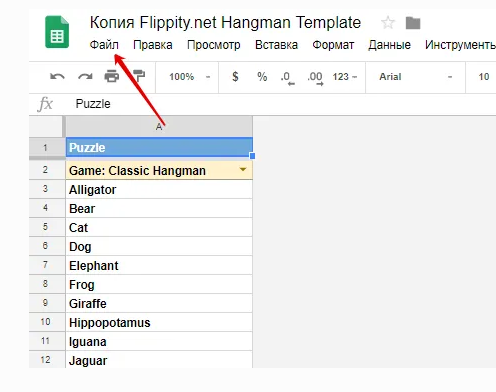 Копия Flippity.net Hangman Template
Файл Правка Просмотр Вставка Формат Данные Инструменты
100% $ % .0 .00 123 Arial 10
fx Puzzle
A
1 Puzzle
2 Game: Classic Hangman
3 Alligator
4 Bear
5 Cat
6 Dog
7 Elephant
8 Frog
9 Giraffe
10 Hippopotamus
11 Iguana
12 Jaguar